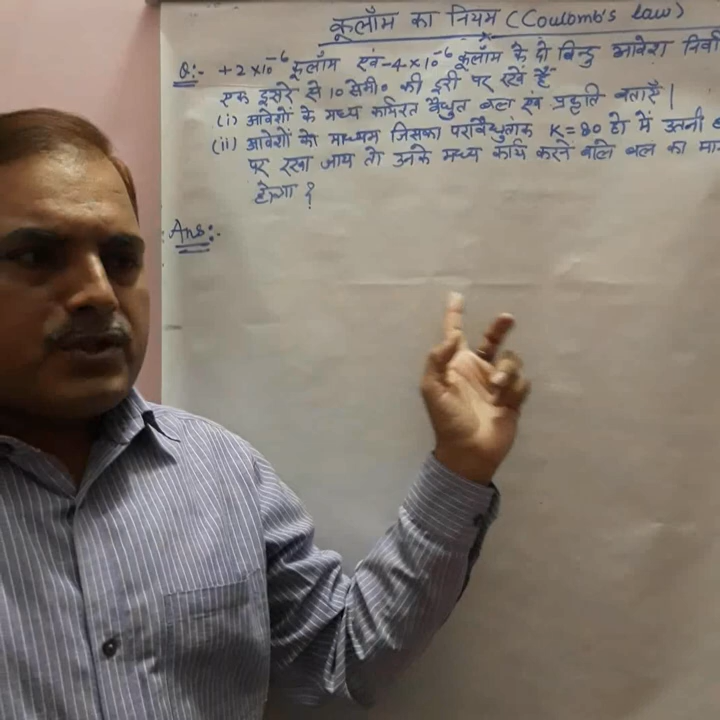 कूलॉम का नियम (Coulomb's Law)
Q:- +2×10⁻⁶ कूलॉम एवं -4×10⁻⁶ कूलॉम के दो बिन्दु आवेश निर्वा
एक दूसरे से 10 सेमी० की दूरी पर रखे हैं
(i) आवेशों के मध्य कार्यरत वैधुत बल एवं प्रकृति बताएँ।
(ii) आवेशों को माध्यम जिसका परावैधुतांक K=80 हो में उतनी
पर रखा जाय तो उनके मध्य कार्य करने वाले बल का मा
होगा ?
Ans:-